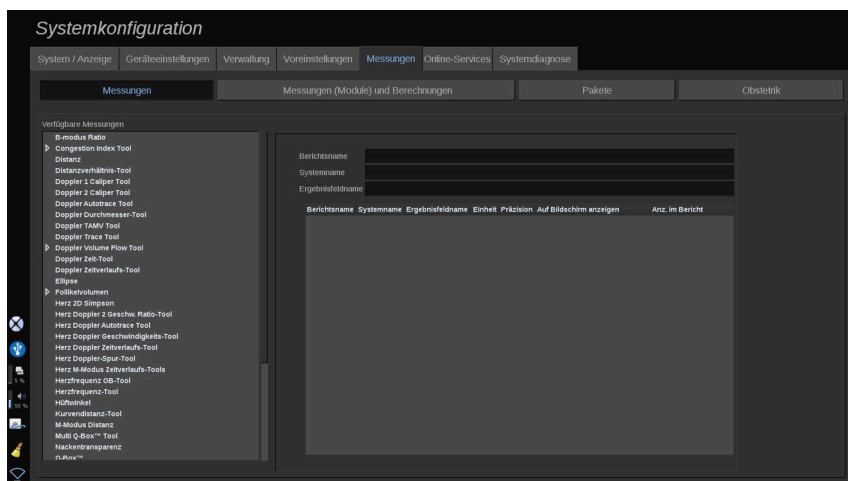 Systemkonfiguration
System / Anzeige Geräteeinstellungen Verwaltung Voreinstellungen Messungen Online-Services Systemdiagnose
Messungen Messungen (Module) und Berechnungen Pakete Obstetrik
Verfügbare Messungen
B-modus Ratio
Congestion Index Tool
Distanz
Distanzverhältnis-Tool
Doppler 1 Caliper Tool
Doppler 2 Caliper Tool
Doppler Autotrace Tool
Doppler Durchmesser-Tool
Doppler TAMV Tool
Doppler Trace Tool
Doppler Volume Flow Tool
Doppler Zeit-Tool
Doppler Zeitverlaufs-Tool
Ellipse
Follikelvolumen
Herz 2D Simpson
Herz Doppler 2 Geschw. Ratio-Tool
Herz Doppler Autotrace Tool
Herz Doppler Geschwindigkeits-Tool
Herz Doppler Zeitverlaufs-Tool
Herz Doppler-Spur-Tool
Herz M-Modus Zeitverlaufs-Tools
Herzfrequenz OB-Tool
Herzfrequenz-Tool
Hüftwinkel
Kurvendistanz-Tool
M-Modus Distanz
Multi Q-Box™ Tool
Nackentransparenz
Q-Box™
Berichtsname
Systemname
Ergebnisfeldname
Berichtsname Systemname Ergebnisfeldname Einheit Präzision Auf Bildschirm anzeigen Anz. im Bericht
5 %
50 %